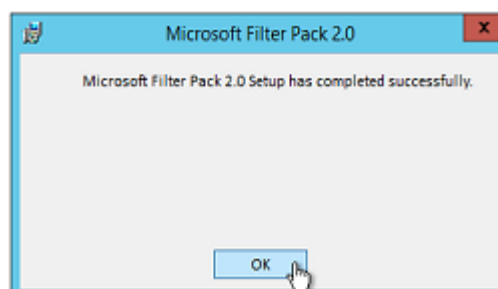 Microsoft Filter Pack 2.0
x
Microsoft Filter Pack 2.0 Setup has completed successfully.
OK